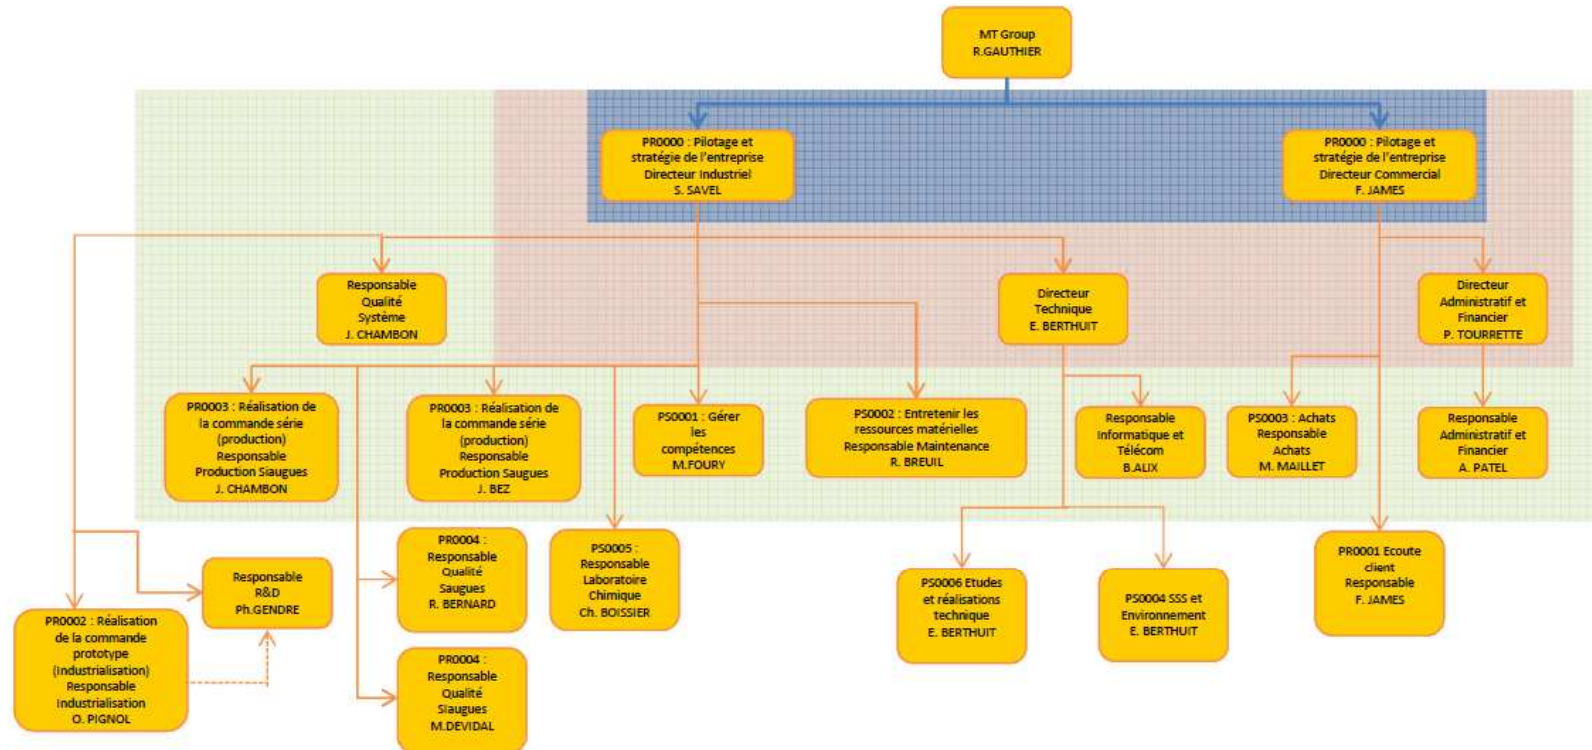 MT Group
R.GAUTHIER
PR0000 : Pilotage et
stratégie de l'entreprise
Directeur Industriel
S. SAVEL
PR0000 : Pilotage et
stratégie de l'entreprise
Directeur Commercial
F. JAMES
Responsable
Qualité
Système
J. CHAMBON
Directeur
Technique
E. BERTHUIT
Directeur
Administratif et
Financier
P. TOURRETTE
PR0003 : Réalisation de
la commande série
(production)
Responsable
Production Siaugues
J. CHAMBON
PR0003 : Réalisation de
la commande série
(production)
Responsable
Production Saugues
J. BEZ
PS0001 : Gérer
les
compétences
M.FOURY
PS0002 : Entretenir les
ressources matérielles
Responsable Maintenance
R. BREUIL
Responsable
Informatique et
Télécom
B.ALIX
PS0003 : Achats
Responsable
Achats
M. MAILLET
Responsable
Administratif et
Financier
A. PATEL
PR0004 :
Responsable
Qualité
Saugues
R. BERNARD
PS0005 :
Responsable
Laboratoire
Chimique
Ch. BOISSIER
Responsable
R&D
Ph.GENDRE
PS0006 Etudes
et réalisations
technique
E. BERTHUIT
PS0004 SSS et
Environnement
E. BERTHUIT
PR0001 Ecoute
client
Responsable
F. JAMES
PR0002 : Réalisation
de la commande
prototype
(Industrialisation)
Responsable
Industrialisation
O. PIGNOL
PR0004 :
Responsable
Qualité
Siaugues
M.DEVIDAL